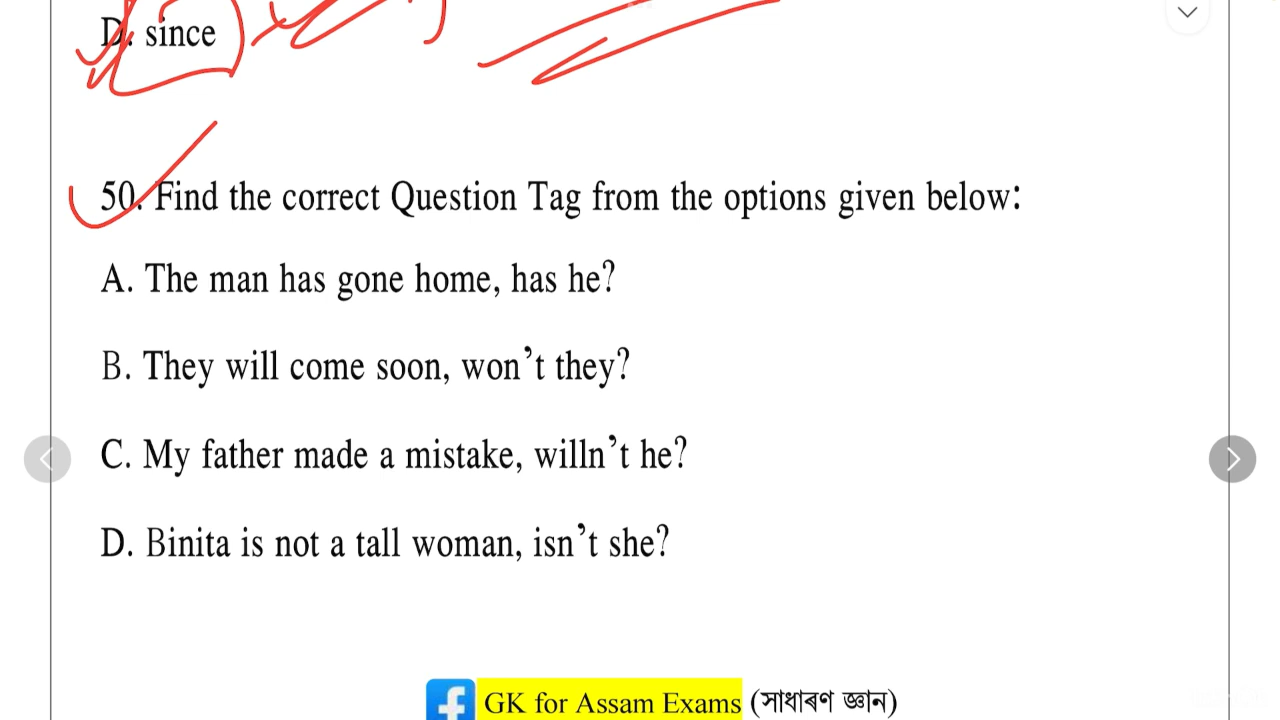 D. since
50. Find the correct Question Tag from the options given below:
A. The man has gone home, has he?
B. They will come soon, won’t they?
C. My father made a mistake, willn’t he?
D. Binita is not a tall woman, isn’t she?
GK for Assam Exams (সাধাৰণ জ্ঞান)